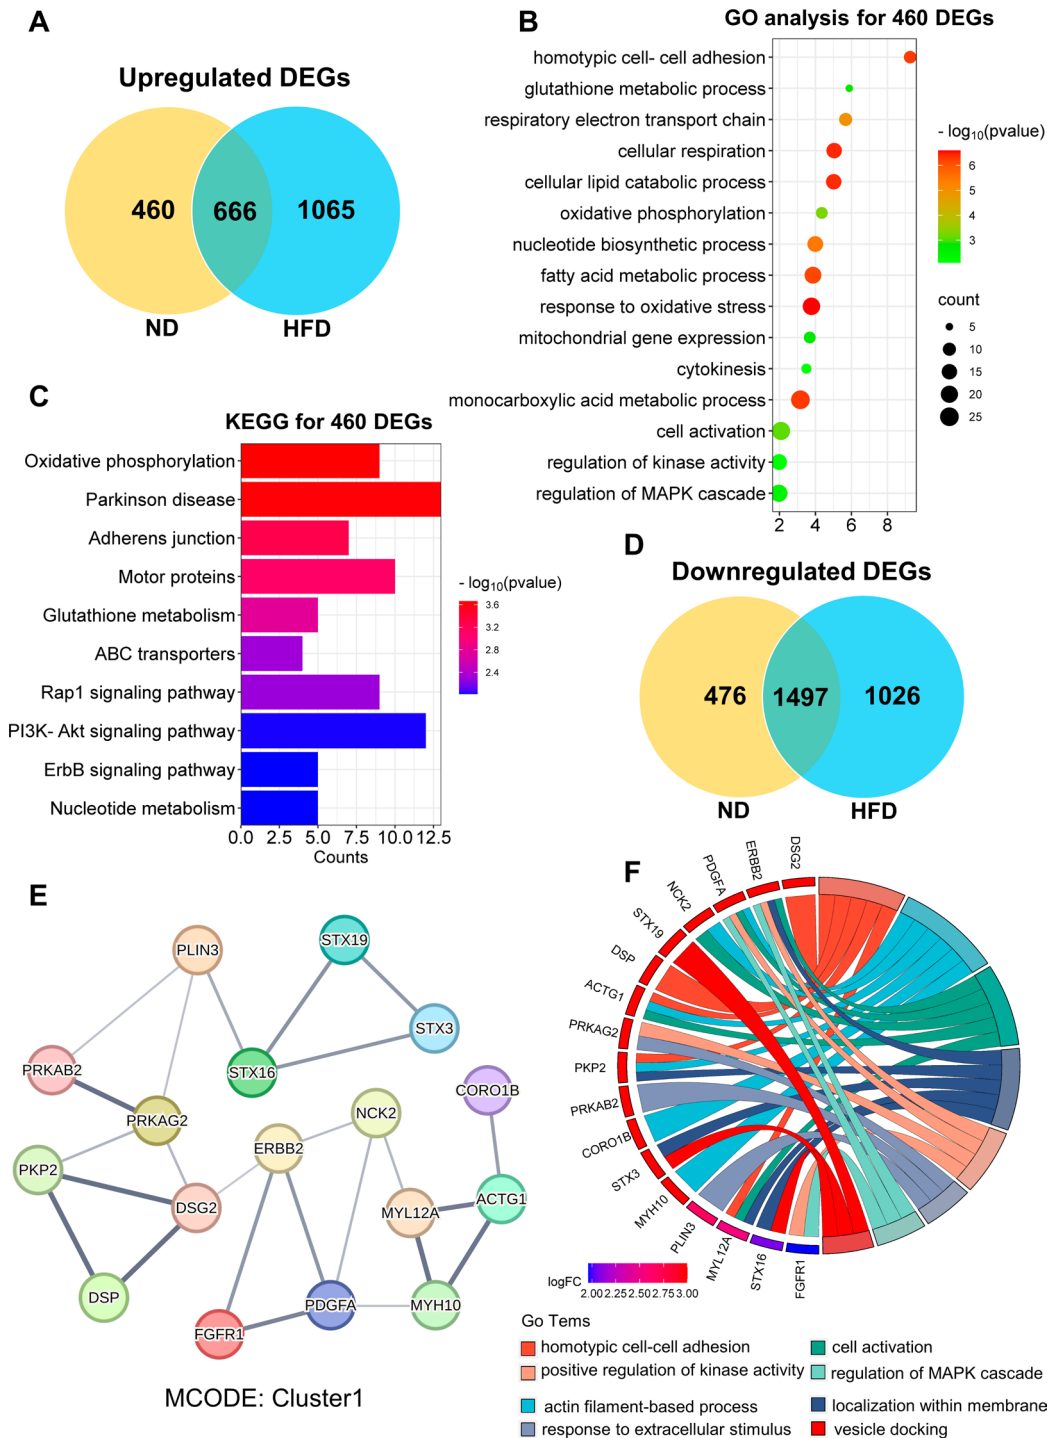 A
Upregulated DEGs
460
666
1065
ND
HFD
B
GO analysis for 460 DEGs
homotypic cell- cell adhesion
glutathione metabolic process
respiratory electron transport chain
cellular respiration
cellular lipid catabolic process
oxidative phosphorylation
nucleotide biosynthetic process
fatty acid metabolic process
response to oxidative stress
mitochondrial gene expression
cytokinesis
monocarboxylic acid metabolic process
cell activation
regulation of kinase activity
regulation of MAPK cascade
2 4 6 8
- log10(pvalue)
6
5
4
3
count
5
10
15
20
25
C
KEGG for 460 DEGs
Oxidative phosphorylation
Parkinson disease
Adherens junction
Motor proteins
Glutathione metabolism
ABC transporters
Rap1 signaling pathway
PI3K- Akt signaling pathway
ErbB signaling pathway
Nucleotide metabolism
0.0 2.5 5.0 7.5 10.0 12.5
Counts
- log10(pvalue)
3.6
3.2
2.8
2.4
D
Downregulated DEGs
476
1497
1026
ND
HFD
E
PLIN3
STX19
STX3
STX16
PRKAB2
PRKAG2
CORO1B
NCK2
ERBB2
PKP2
DSG2
MYL12A
ACTG1
DSP
PDGFA
MYH10
FGFR1
MCODE: Cluster1
F
DSG2
ERBB2
PDGFA
NCK2
STX19
DSP
ACTG1
PRKAG2
PKP2
PRKAB2
CORO1B
STX3
MYH10
PLIN3
MYL12A
STX16
FGFR1
logFC
2.00 2.25 2.50 2.75 3.00
Go Tems
homotypic cell-cell adhesion
positive regulation of kinase activity
actin filament-based process
response to extracellular stimulus
cell activation
regulation of MAPK cascade
localization within membrane
vesicle docking